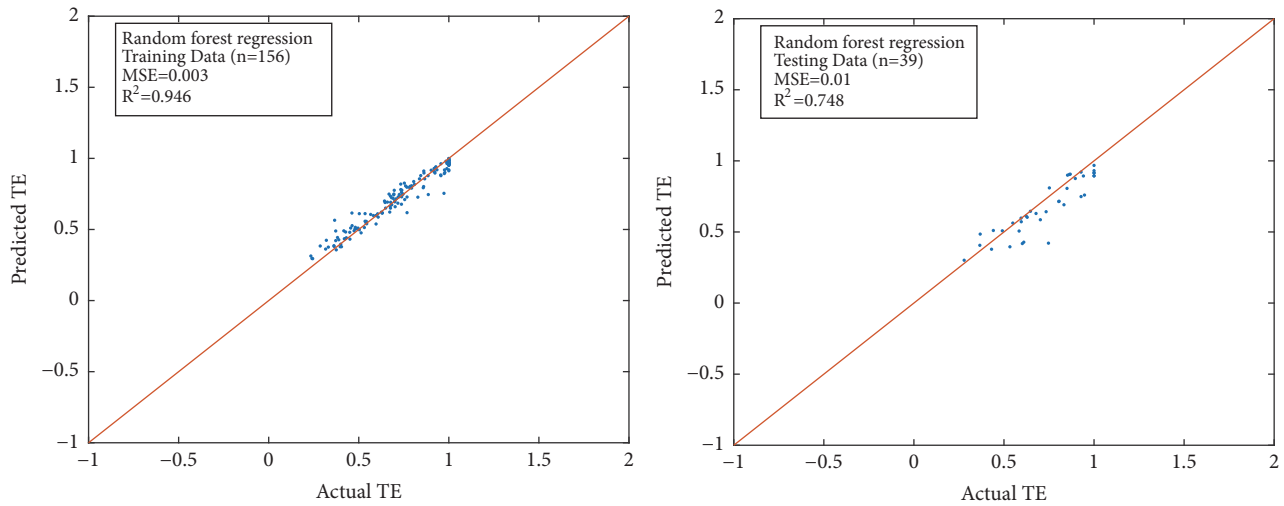 2
1.5
1
0.5
0
−0.5
−1
Predicted TE
Random forest regression
Training Data (n=156)
MSE=0.003
R²=0.946
−1 −0.5 0 0.5 1 1.5 2
Actual TE
2
1.5
1
0.5
0
−0.5
−1
Predicted TE
Random forest regression
Testing Data (n=39)
MSE=0.01
R²=0.748
−1 −0.5 0 0.5 1 1.5 2
Actual TE